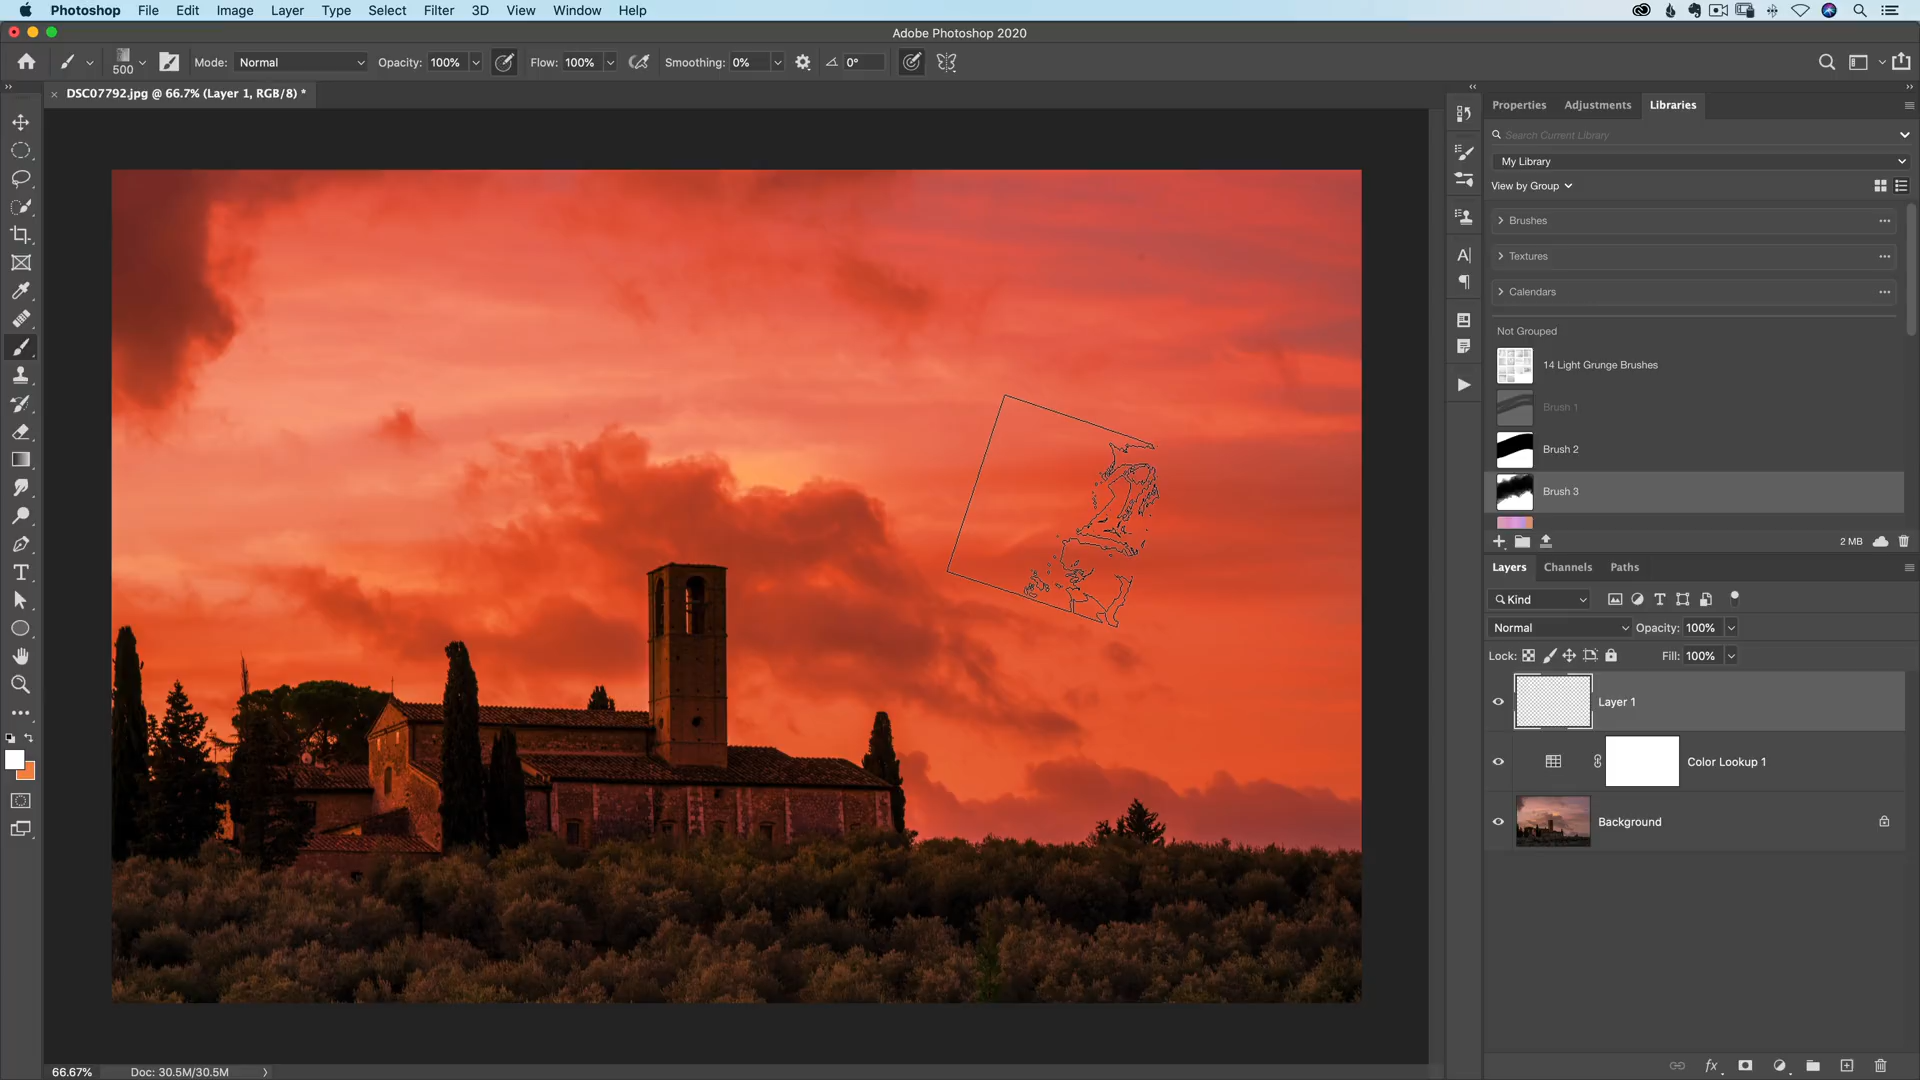 Photoshop File Edit Image Layer Type Select Filter 3D View Window Help
Adobe Photoshop 2020
500 Mode: Normal Opacity: 100% Flow: 100% Smoothing: 0% 0°
DSC07792.jpg @ 66.7% (Layer 1, RGB/8) *
Properties Adjustments Libraries
Search Current Library
My Library
View by Group
Brushes
Textures
Calendars
Not Grouped
14 Light Grunge Brushes
Brush 1
Brush 2
Brush 3
2 MB
Layers Channels Paths
Kind
Normal Opacity: 100%
Lock: Fill: 100%
Layer 1
Color Lookup 1
Background
66.67% Doc: 30.5M/30.5M